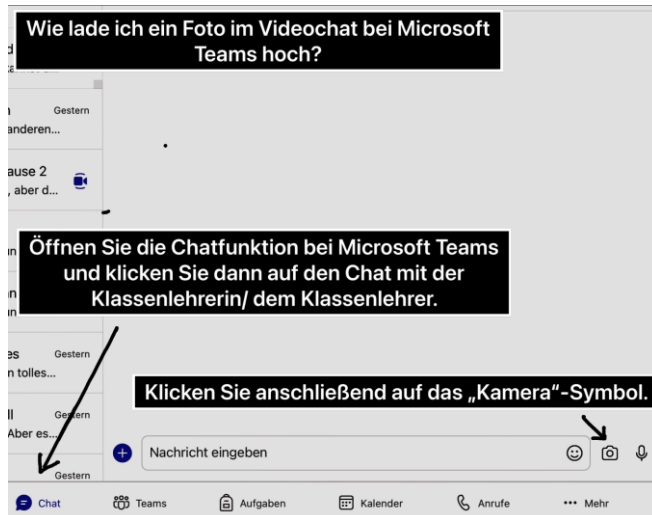 Wie lade ich ein Foto im Videochat bei Microsoft
Teams hoch?
Gestern
anderen...
ause 2
, aber d...
Öffnen Sie die Chatfunktion bei Microsoft Teams
und klicken Sie dann auf den Chat mit der
Klassenlehrerin/ dem Klassenlehrer.
es Gestern
n tolles...
ll Gestern
Aber es...
Klicken Sie anschließend auf das „Kamera“-Symbol.
Nachricht eingeben
Gestern
Chat Teams Aufgaben Kalender Anrufe Mehr